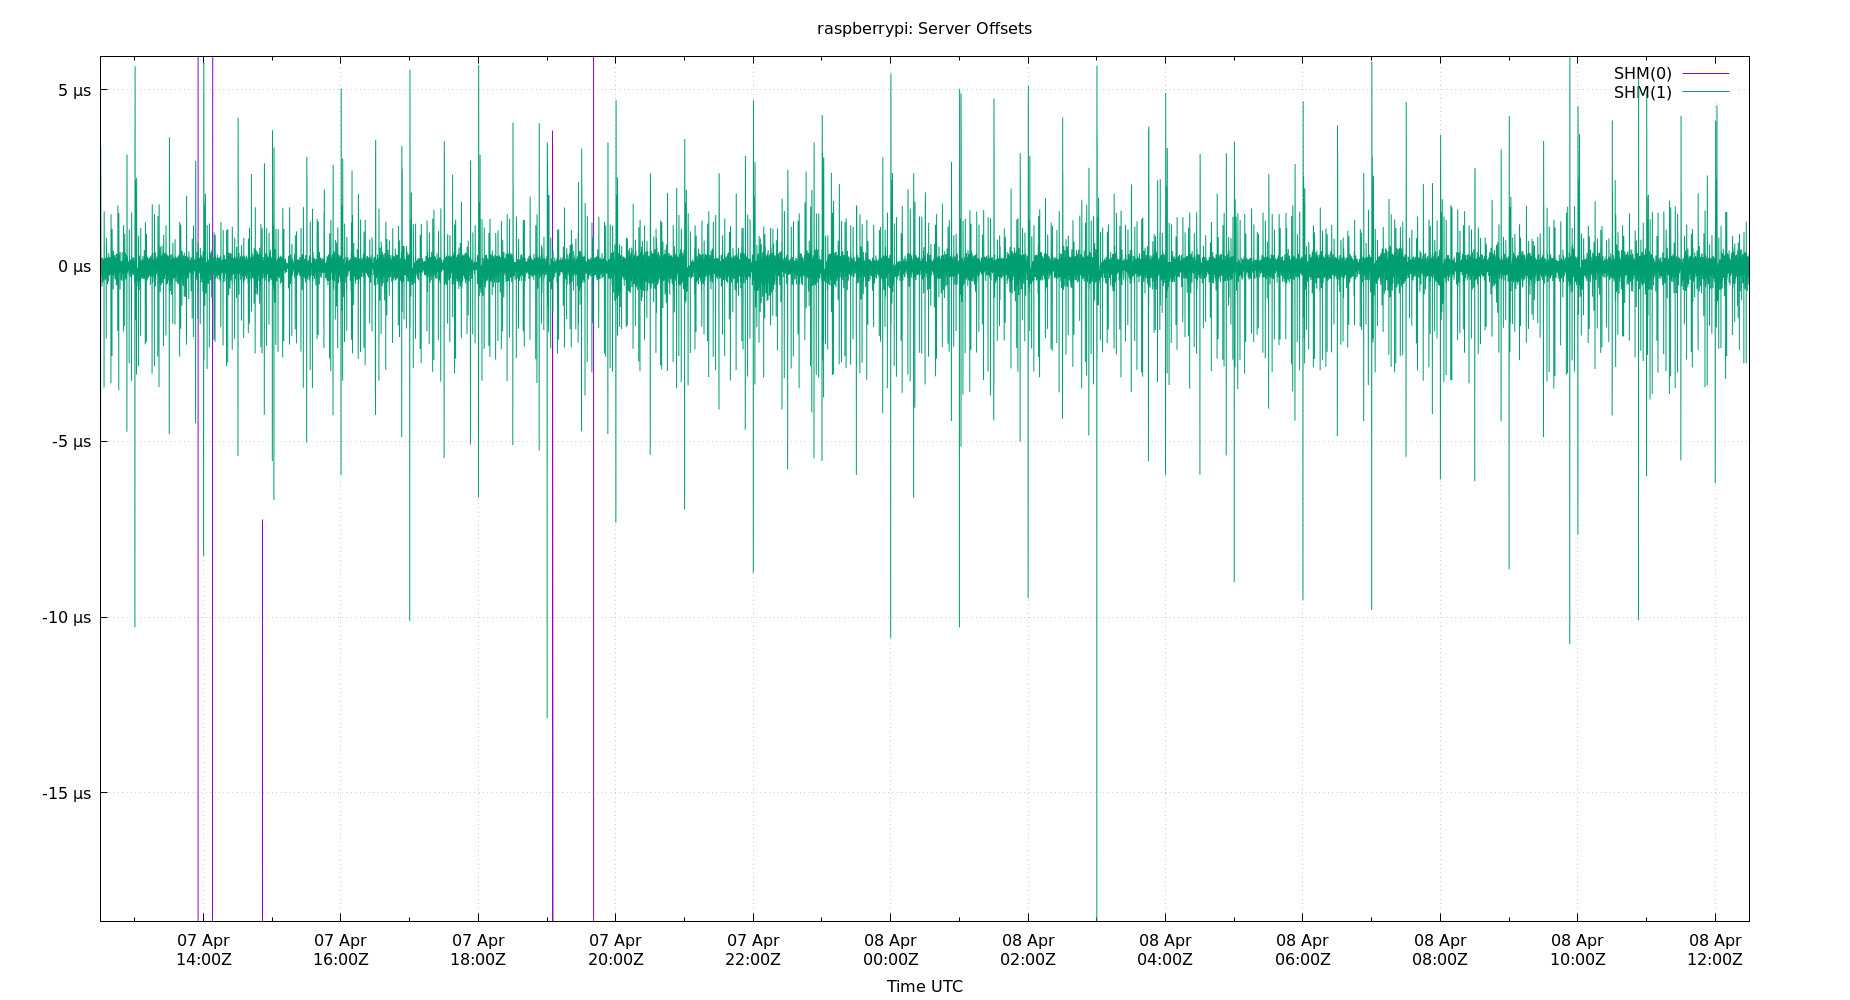 raspberrypi: Server Offsets
SHM(0)
SHM(1)
5 µs
0 µs
-5 µs
-10 µs
-15 µs
07 Apr 07 Apr 07 Apr 07 Apr 07 Apr 08 Apr 08 Apr 08 Apr 08 Apr 08 Apr 08 Apr 08 Apr
14:00Z 16:00Z 18:00Z 20:00Z 22:00Z 00:00Z 02:00Z 04:00Z 06:00Z 08:00Z 10:00Z 12:00Z
Time UTC